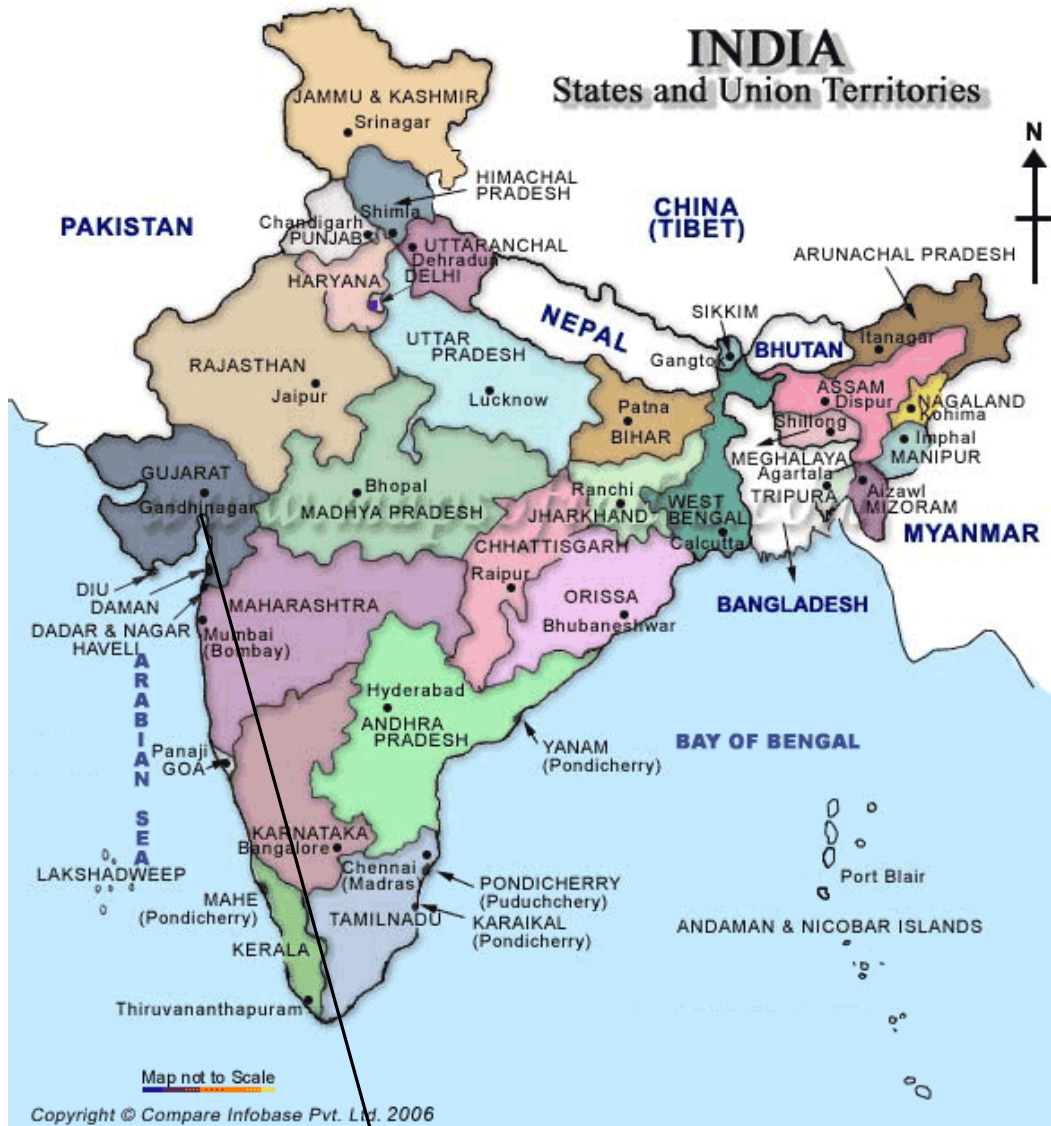 INDIA
States and Union Territories
N
JAMMU & KASHMIR
Srinagar
HIMACHAL
PRADESH
PAKISTAN
CHINA
(TIBET)
Chandigarh
Shimla
PUNJAB
UTTARANCHAL
Dehradun
DELHI
HARYANA
ARUNACHAL PRADESH
NEPAL
SIKKIM
Gangtok
BHUTAN
Itanagar
UTTAR
PRADESH
RAJASTHAN
Jaipur
Lucknow
ASSAM
Dispur
NAGALAND
Kohima
Patna
BIHAR
Shillong
MEGHALAYA
Imphal
MANIPUR
Agartala
TRIPURA
Aizawl
MIZORAM
GUJARAT
Gandhinagar
Bhopal
MADHYA PRADESH
Ranchi
JHARKHAND
WEST
BENGAL
Calcutta
MYANMAR
CHHATTISGARH
Raipur
DIU
DAMAN
DADAR & NAGAR
HAVELI
MAHARASHTRA
Mumbai
(Bombay)
ORISSA
Bhubaneshwar
BANGLADESH
ARABIAN SEA
Hyderabad
ANDHRA
PRADESH
YANAM
(Pondicherry)
BAY OF BENGAL
Panaji
GOA
KARNATAKA
Bangalore
LAKSHADWEEP
Chennai
(Madras)
MAHE
(Pondicherry)
PONDICHERRY
(Puduchchery)
KARAIKAL
(Pondicherry)
TAMILNADU
KERALA
Port Blair
ANDAMAN & NICOBAR ISLANDS
Thiruvananthapuram
Map not to Scale
Copyright © Compare Infobase Pvt. Ltd. 2006